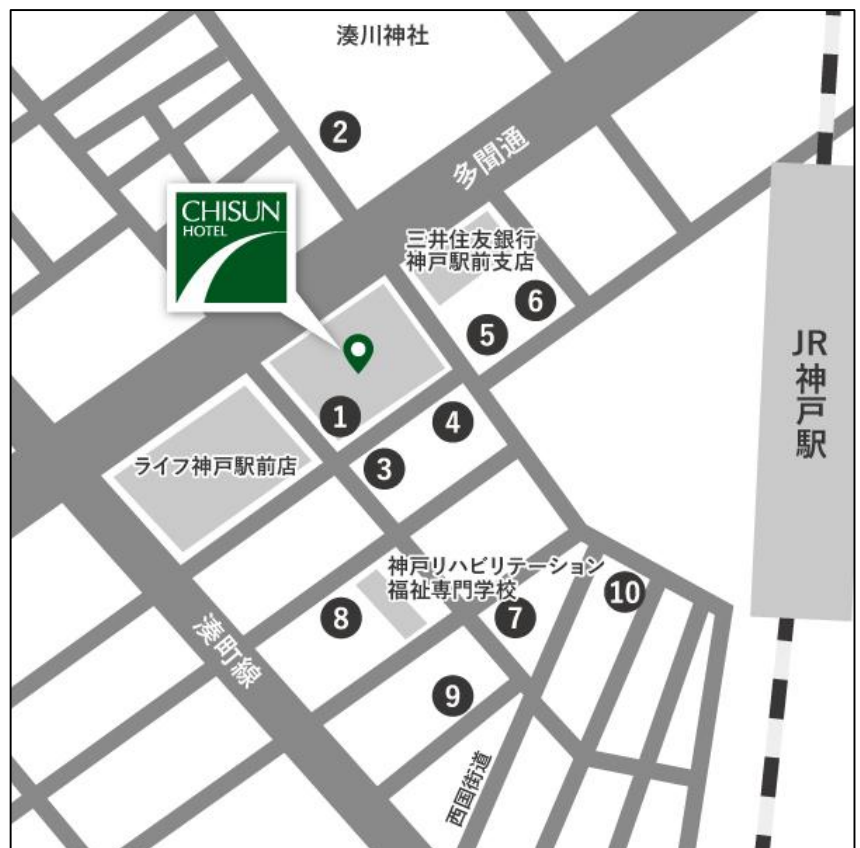 湊川神社
2
多聞通
CHISUN
HOTEL
三井住友銀行
神戸駅前支店
6
5
JR神戸駅
1
4
ライフ神戸駅前店
3
神戸リハビリテーション
福祉専門学校
10
8
7
湊町線
9
西国街道